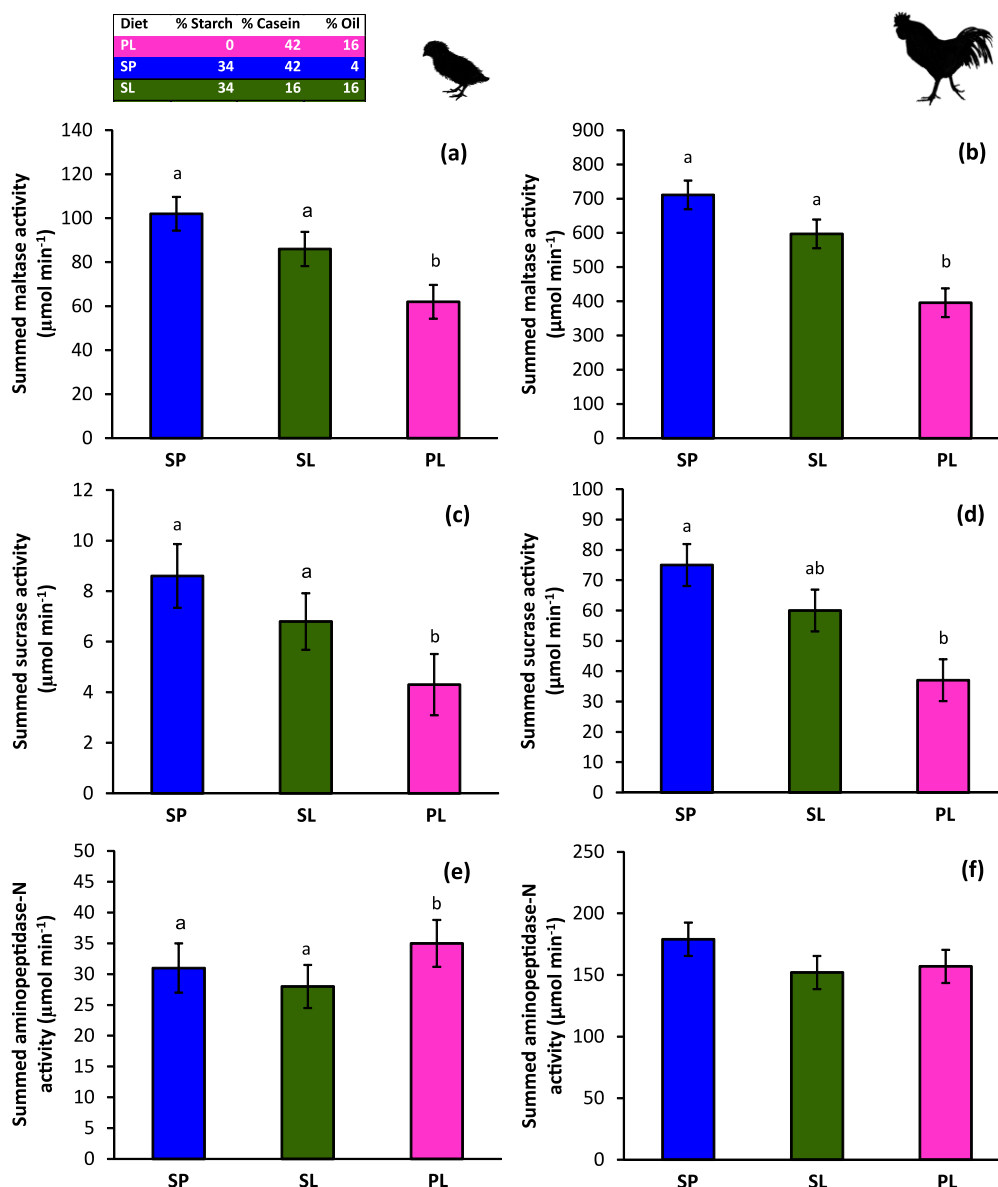 Diet % Starch % Casein % Oil
PL 0 42 16
SP 34 42 4
SL 34 16 16
(a)
Summed maltase activity
(μmol min-1)
140
120
100
80
60
40
20
0
a
a
b
SP SL PL
(b)
Summed maltase activity
(μmol min-1)
900
800
700
600
500
400
300
200
100
0
a
a
b
SP SL PL
(c)
Summed sucrase activity
(μmol min-1)
12
10
8
6
4
2
0
a
a
b
SP SL PL
(d)
Summed sucrase activity
(μmol min-1)
100
90
80
70
60
50
40
30
20
10
0
a
ab
b
SP SL PL
(e)
Summed aminopeptidase-N
activity (μmol min-1)
50
45
40
35
30
25
20
15
10
5
0
a
a
b
SP SL PL
(f)
Summed aminopeptidase-N
activity (μmol min-1)
250
200
150
100
50
0
SP SL PL